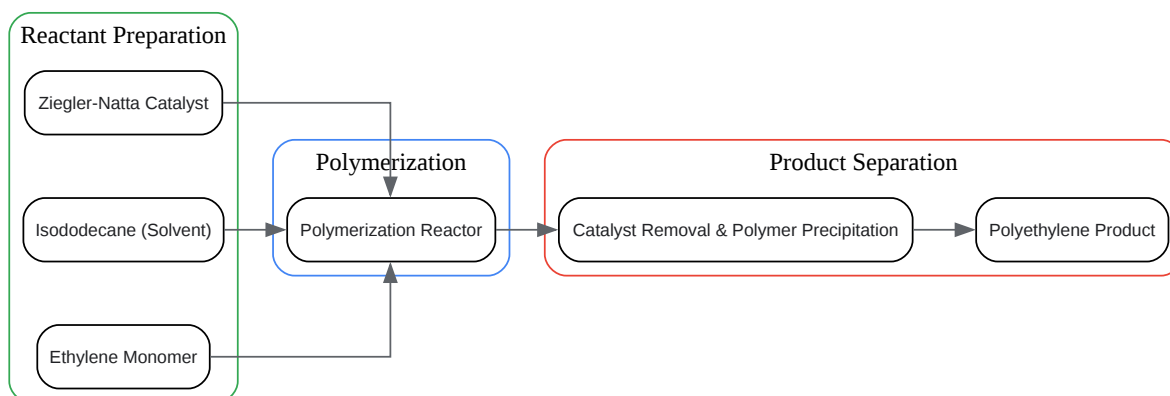 Reactant Preparation
Ziegler-Natta Catalyst
Polymerization
Product Separation
Isododecane (Solvent)
Polymerization Reactor
Catalyst Removal & Polymer Precipitation
Polyethylene Product
Ethylene Monomer